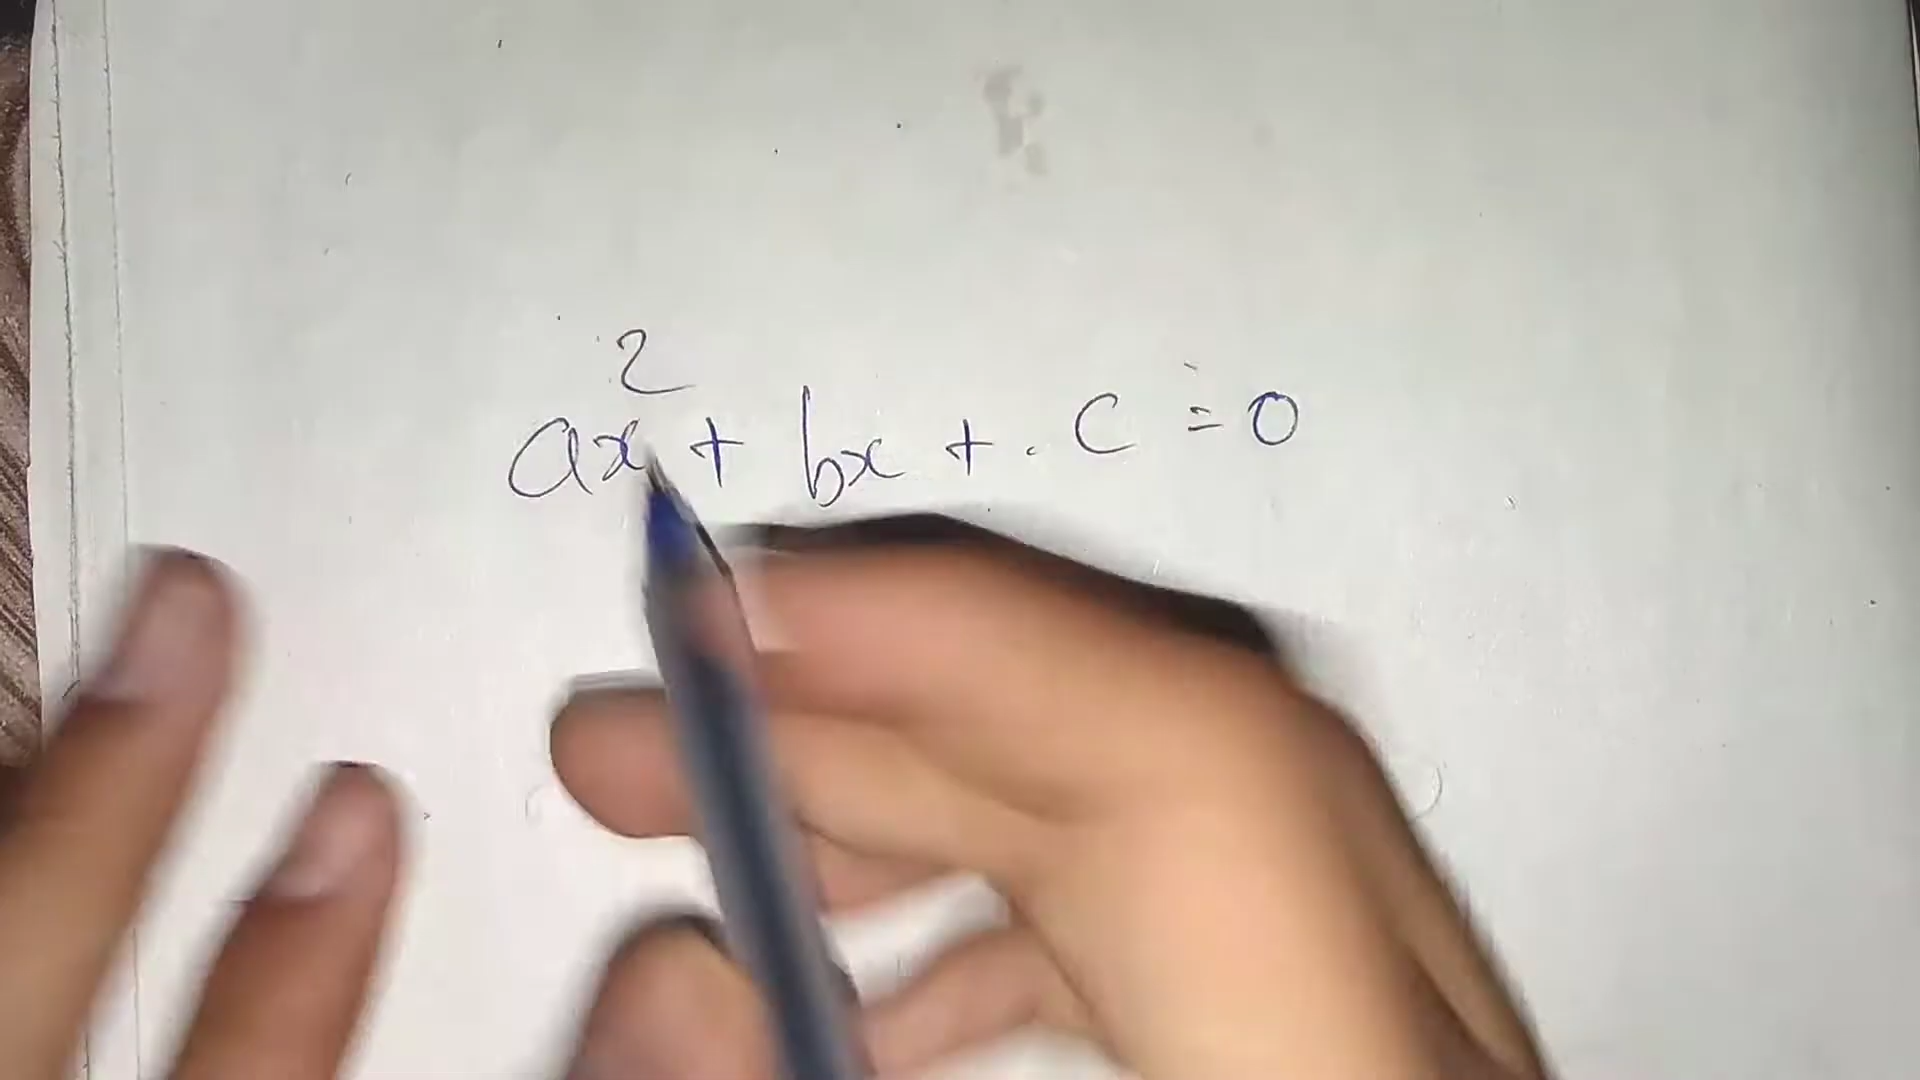 ax² + bx + c = 0